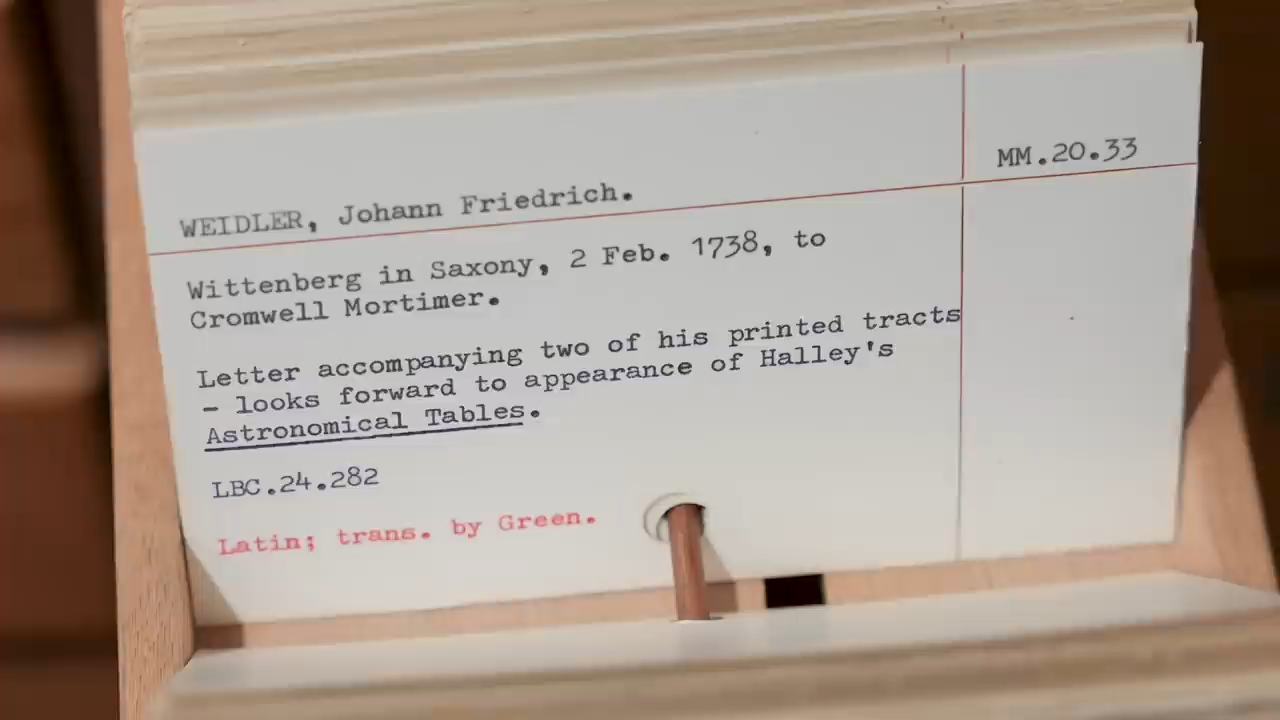 MM.20.33
WEIDLER, Johann Friedrich.
Wittenberg in Saxony, 2 Feb. 1738, to
Cromwell Mortimer.
Letter accompanying two of his printed tracts
- looks forward to appearance of Halley's
Astronomical Tables.
LBC.24.282
Latin; trans. by Green.